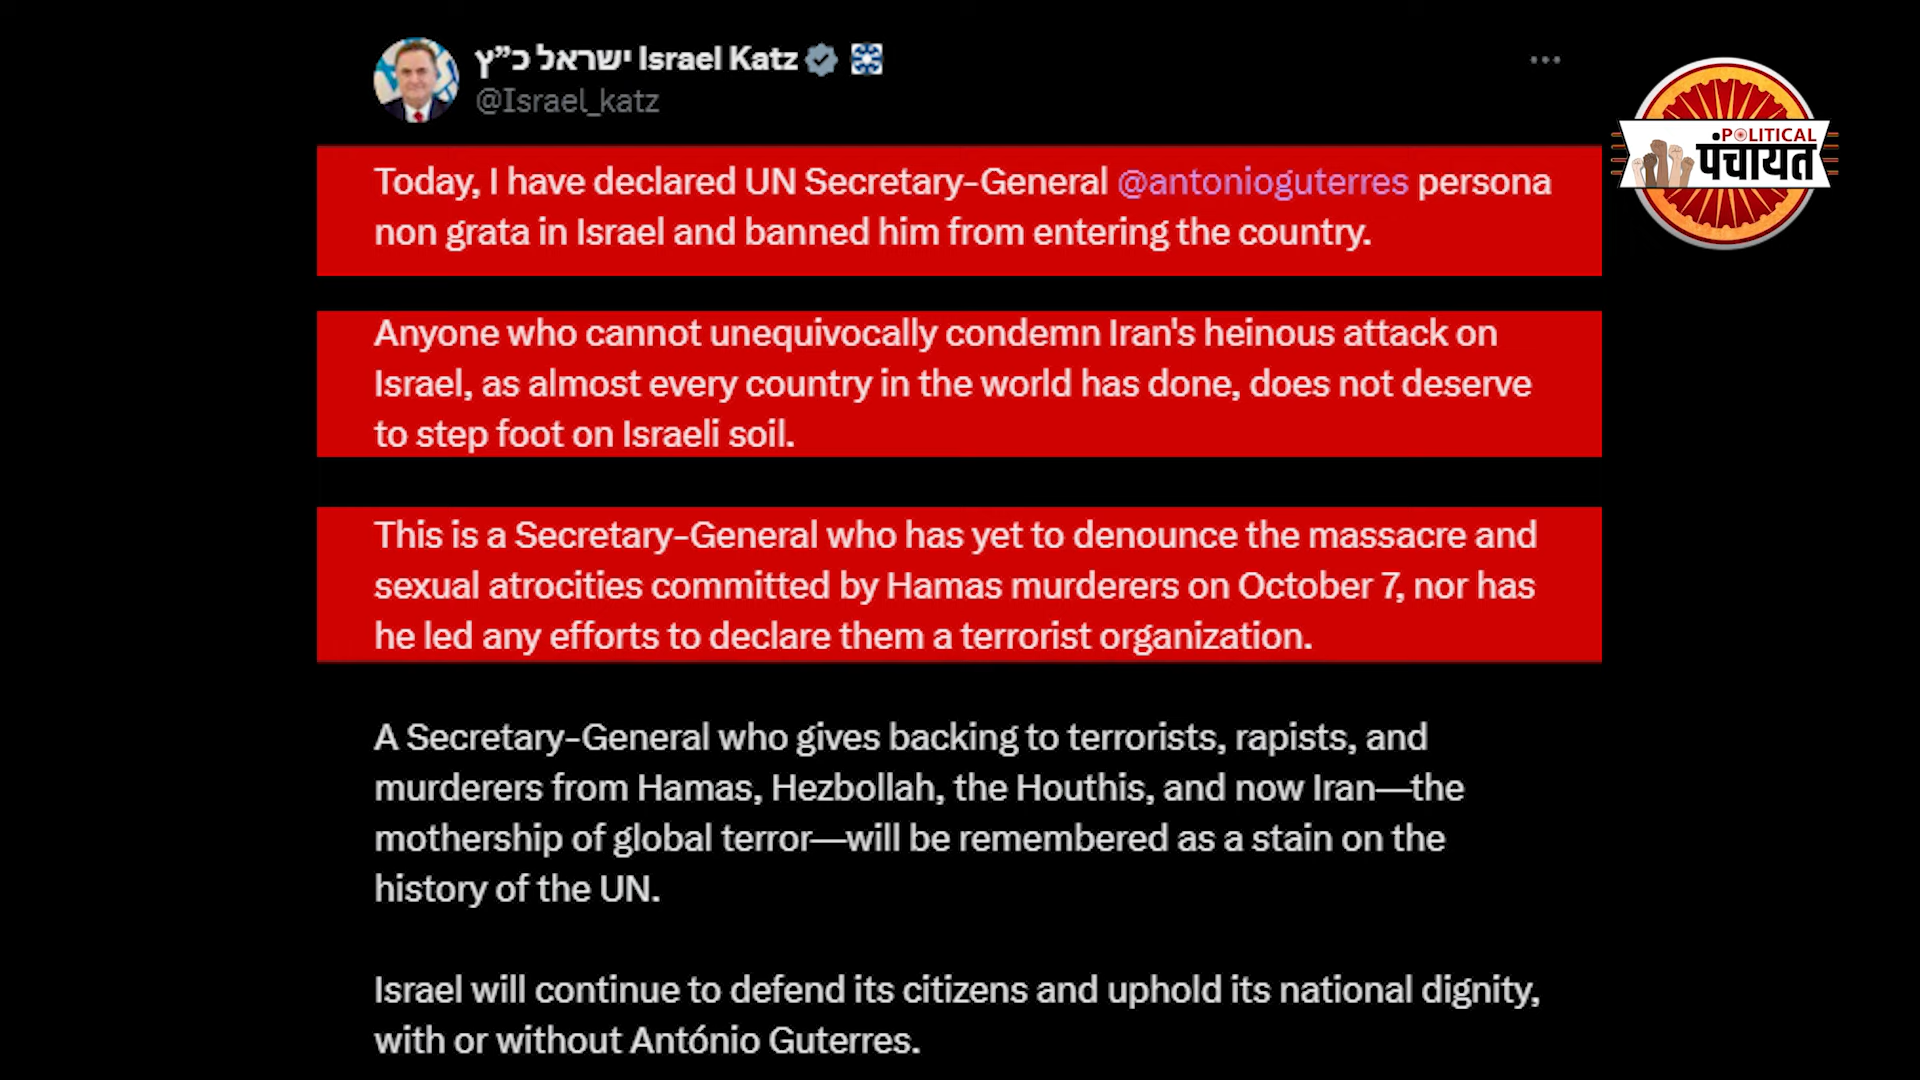 ישראל כ”ץ Israel Katz
@Israel_katz
POLITICAL
पंचायत
Today, I have declared UN Secretary-General @antonioguterres persona
non grata in Israel and banned him from entering the country.
Anyone who cannot unequivocally condemn Iran's heinous attack on
Israel, as almost every country in the world has done, does not deserve
to step foot on Israeli soil.
This is a Secretary-General who has yet to denounce the massacre and
sexual atrocities committed by Hamas murderers on October 7, nor has
he led any efforts to declare them a terrorist organization.
A Secretary-General who gives backing to terrorists, rapists, and
murderers from Hamas, Hezbollah, the Houthis, and now Iran—the
mothership of global terror—will be remembered as a stain on the
history of the UN.
Israel will continue to defend its citizens and uphold its national dignity,
with or without António Guterres.